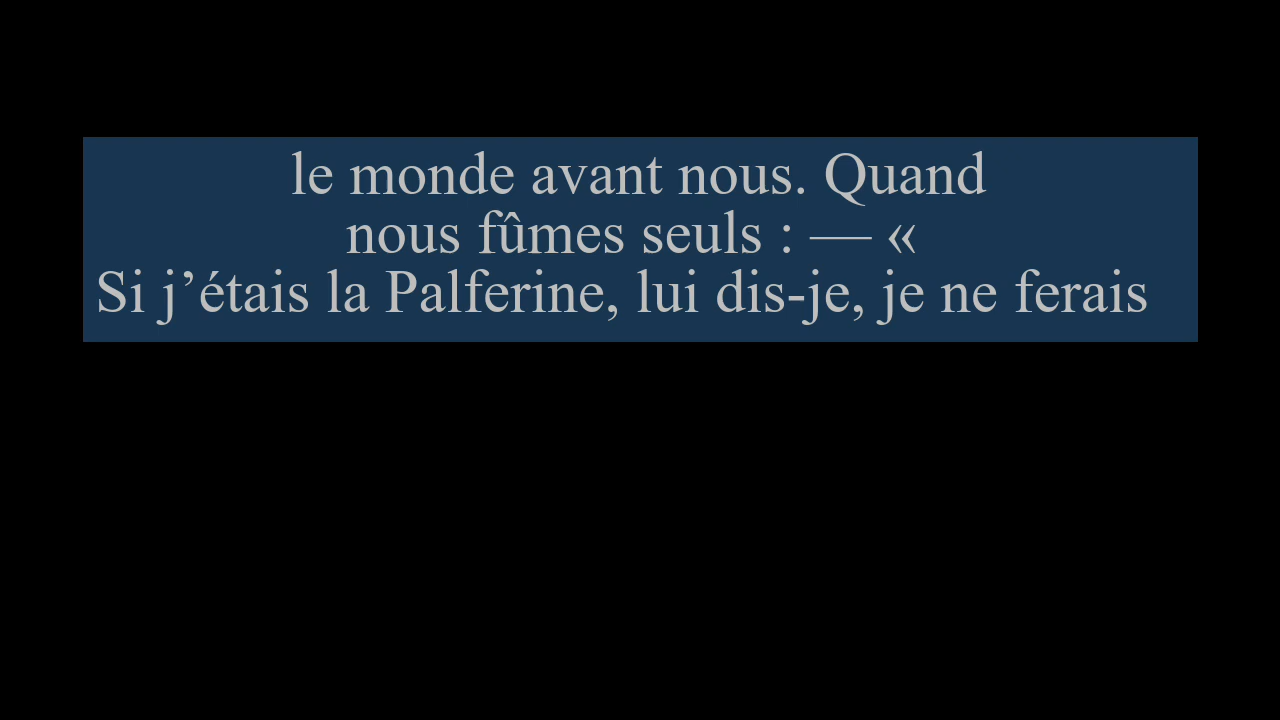 le monde avant nous. Quand
nous fûmes seuls : — «
Si j’étais la Palferine, lui dis-je, je ne ferais